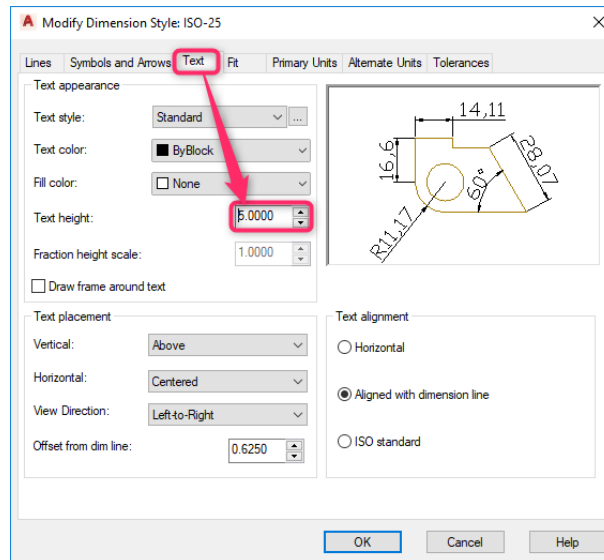 Modify Dimension Style: ISO-25
Lines Symbols and Arrows Text Fit Primary Units Alternate Units Tolerances
Text appearance
Text style: Standard ...
Text color: ByBlock
Fill color: None
Text height: 5.0000
Fraction height scale: 1.0000
Draw frame around text
14,11
16,6
28,07
60°
R11,17
Text placement
Vertical: Above
Horizontal: Centered
View Direction: Left-to-Right
Offset from dim line: 0.6250
Text alignment
Horizontal
Aligned with dimension line
ISO standard
OK Cancel Help